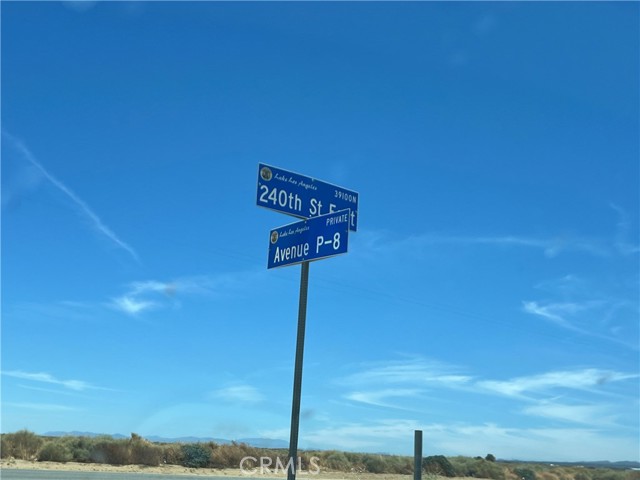 Lake Los Angeles
39100N
240th St E
Lake Los Angeles
PRIVATE
Avenue P-8
CRMLS